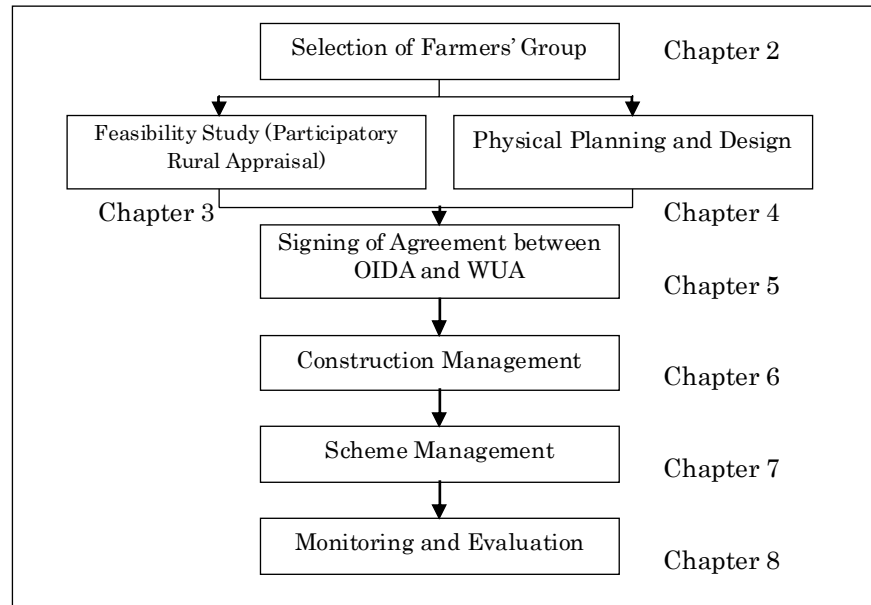 Selection of Farmers’ Group
Chapter 2
Feasibility Study (Participatory
Rural Appraisal)
Chapter 3
Physical Planning and Design
Chapter 4
Signing of Agreement between
OIDA and WUA
Chapter 5
Construction Management
Chapter 6
Scheme Management
Chapter 7
Monitoring and Evaluation
Chapter 8